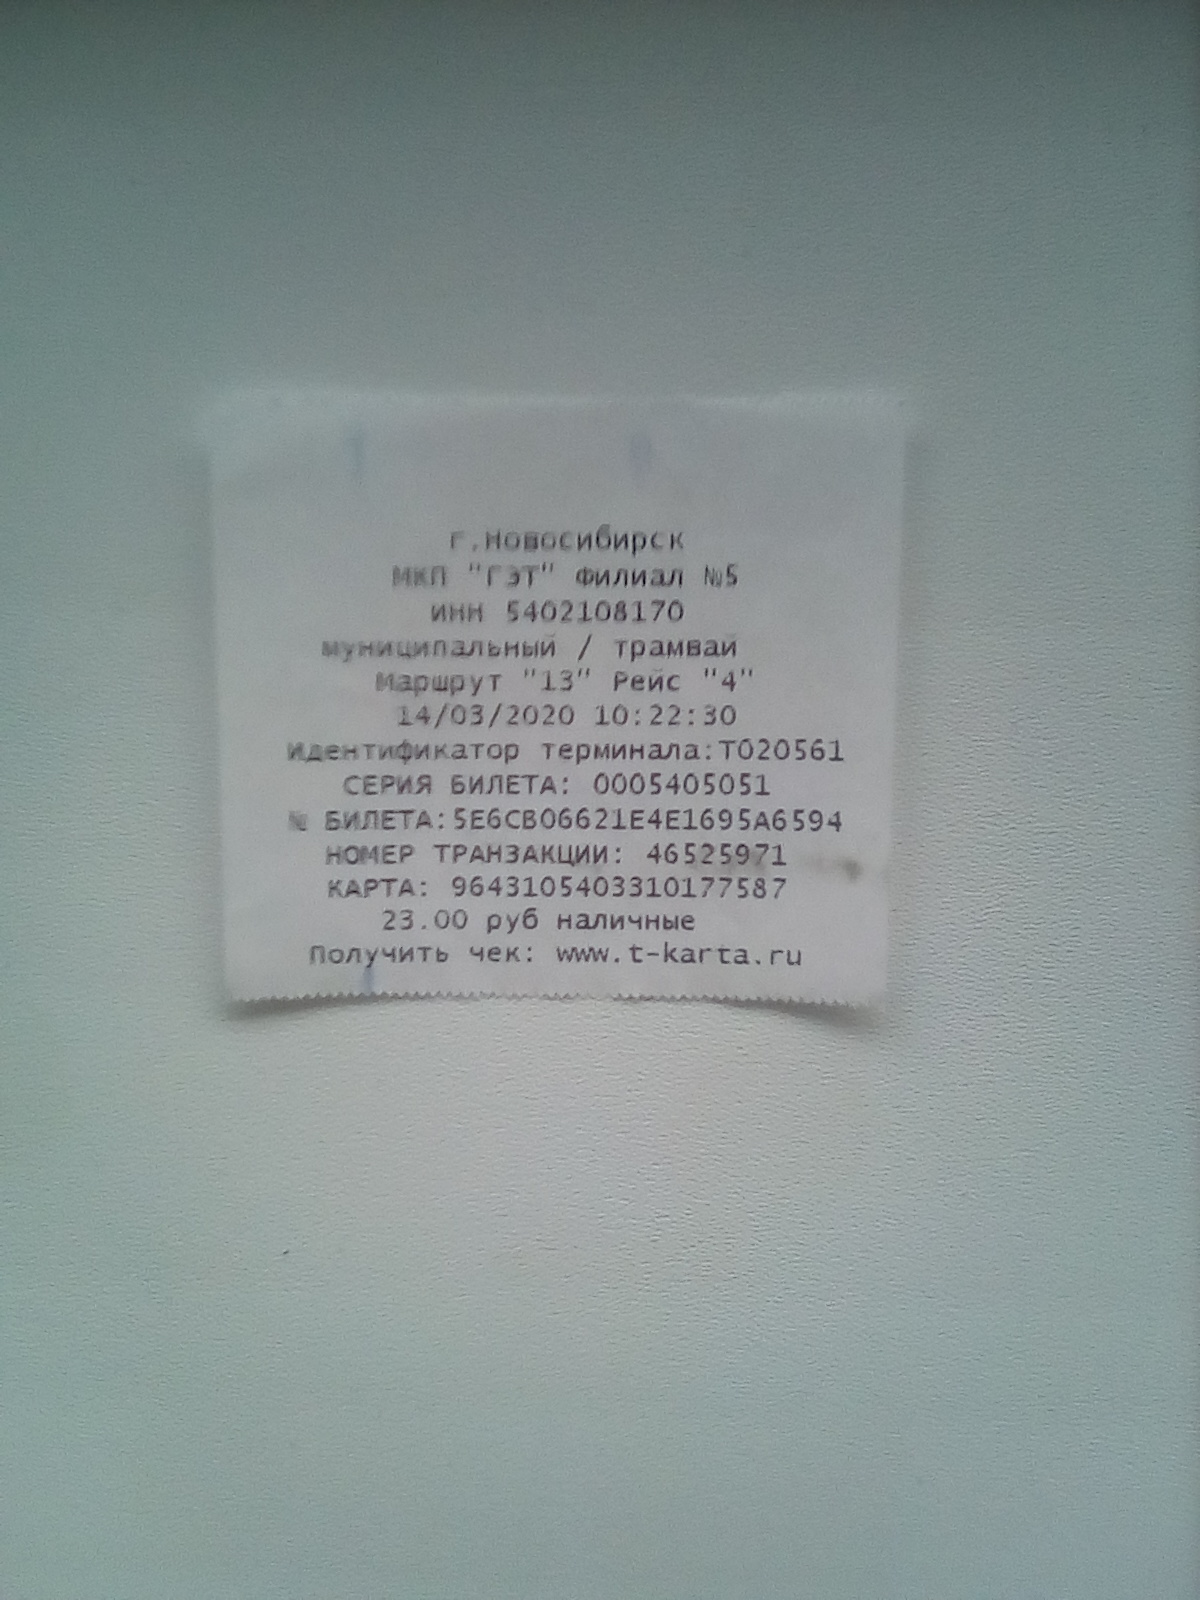 г.Новосибирск
МКП "ГЭТ" Филиал №5
ИНН 5402108170
муниципальный / трамвай
Маршрут "13" Рейс "4"
14/03/2020 10:22:30
Идентификатор терминала:T020561
СЕРИЯ БИЛЕТА: 0005405051
№ БИЛЕТА:5E6CB06621E4E1695A6594
НОМЕР ТРАНЗАКЦИИ: 46525971
КАРТА: 9643105403310177587
23.00 руб наличные
Получить чек: www.t-karta.ru